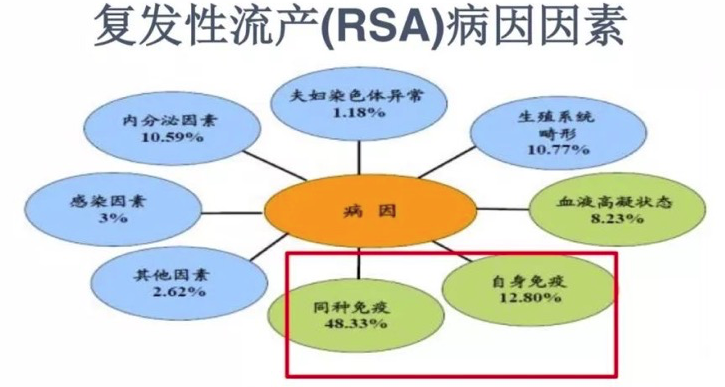 复发性流产(RSA)病因因素
夫妇染色体异常
1.18%
内分泌因素
10.59%
生殖系统
畸形
10.77%
感染因素
3%
病 因
血液高凝状态
8.23%
其他因素
2.62%
同种免疫
48.33%
自身免疫
12.80%